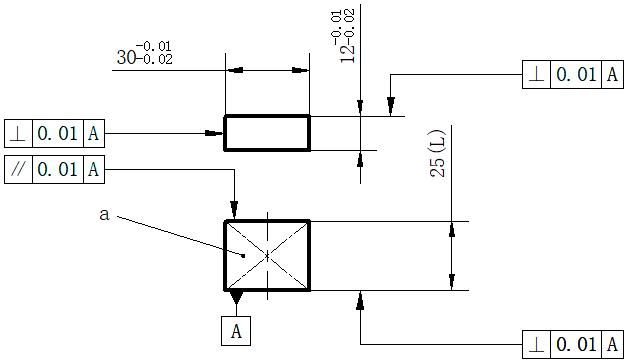 -0.01
30-0.02
-0.01
12-0.02
⊥ 0.01 A
⊥ 0.01 A
// 0.01 A
25(L)
a
A
⊥ 0.01 A